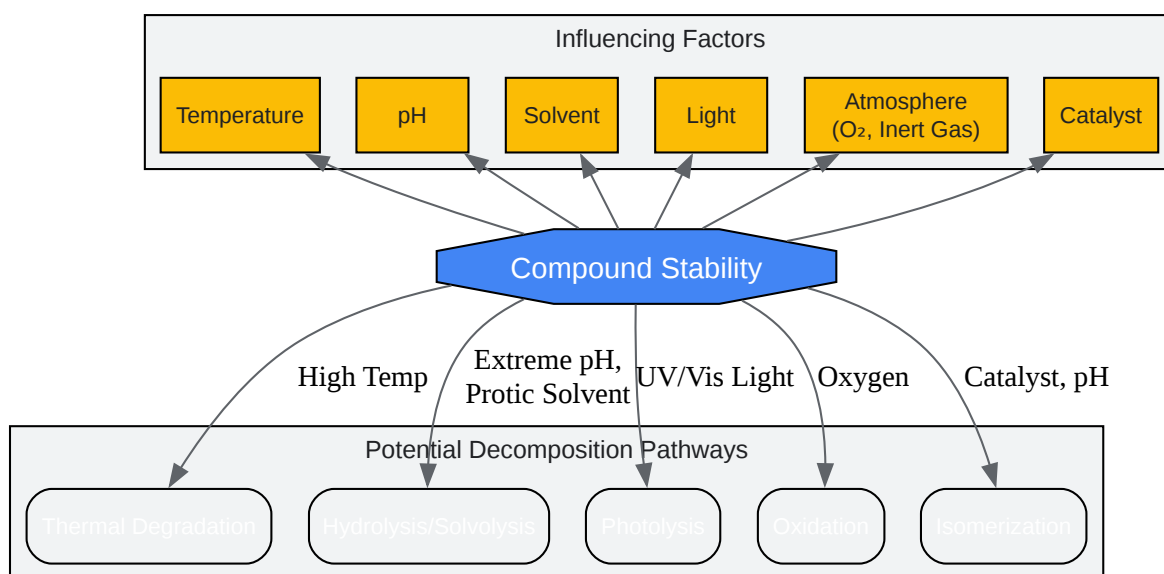 Influencing Factors
Temperature
pH
Solvent
Light
Atmosphere
(O₂, Inert Gas)
Catalyst
Compound Stability
High Temp
Extreme pH,
Protic Solvent
UV/Vis Light
Oxygen
Catalyst, pH
Potential Decomposition Pathways
Thermal Degradation
Hydrolysis/Solvolysis
Photolysis
Oxidation
Isomerization